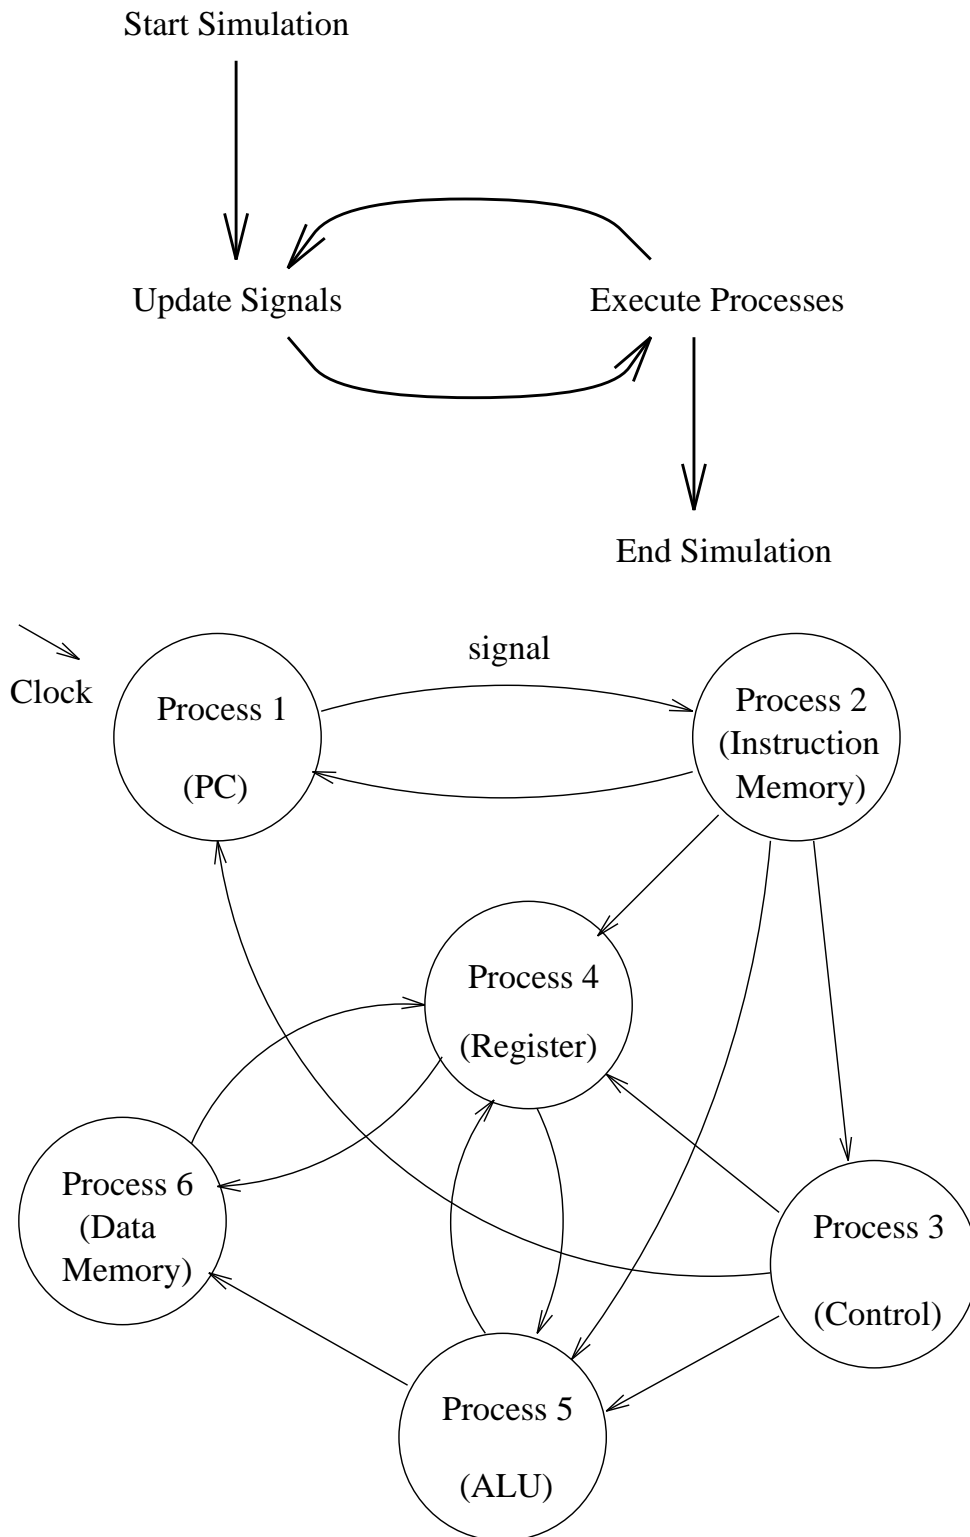 Start Simulation
Update Signals
Execute Processes
End Simulation
signal
Clock
Process 1
(PC)
Process 2
(Instruction
Memory)
Process 4
(Register)
Process 6
(Data
Memory)
Process 3
(Control)
Process 5
(ALU)